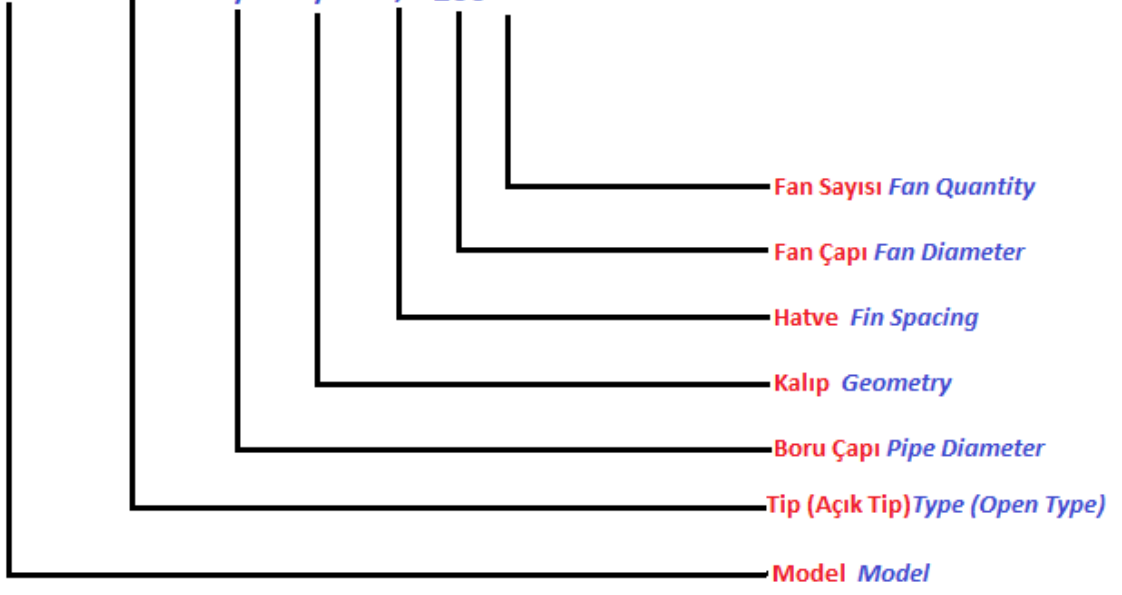 Fan Sayısı Fan Quantity
Fan Çapı Fan Diameter
Hatve Fin Spacing
Kalıp Geometry
Boru Çapı Pipe Diameter
Tip (Açık Tip)Type (Open Type)
Model Model